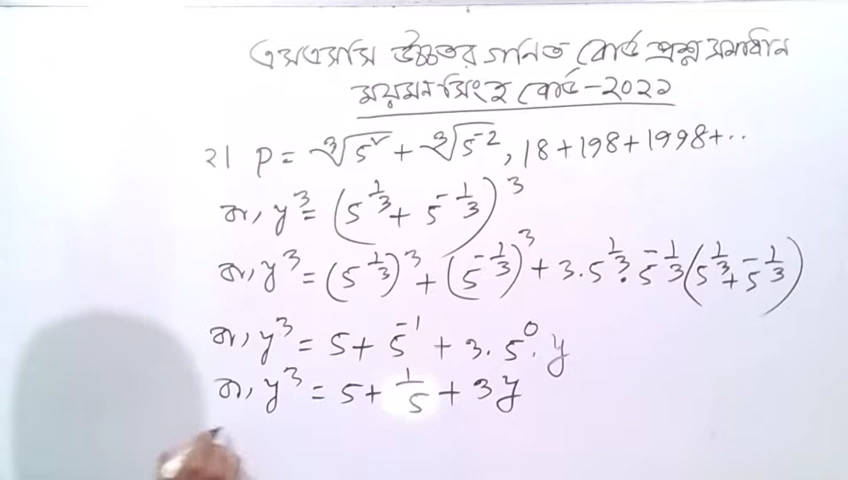 এসএসসি উচ্চতর গনিত বোর্ড প্রশ্ন সমাধান
ময়মনসিংহ বোর্ড-২০২১
২। P = ∛5² + ∛5⁻², 18+198+1998+...
বা, y³ = (5^{1/3} + 5^{-1/3})³
বা, y³ = (5^{1/3})³ + (5^{-1/3})³ + 3.5^{1/3}.5^{-1/3}(5^{1/3} + 5^{-1/3})
বা, y³ = 5 + 5⁻¹ + 3.5⁰.y
বা, y³ = 5 + 1/5 + 3y